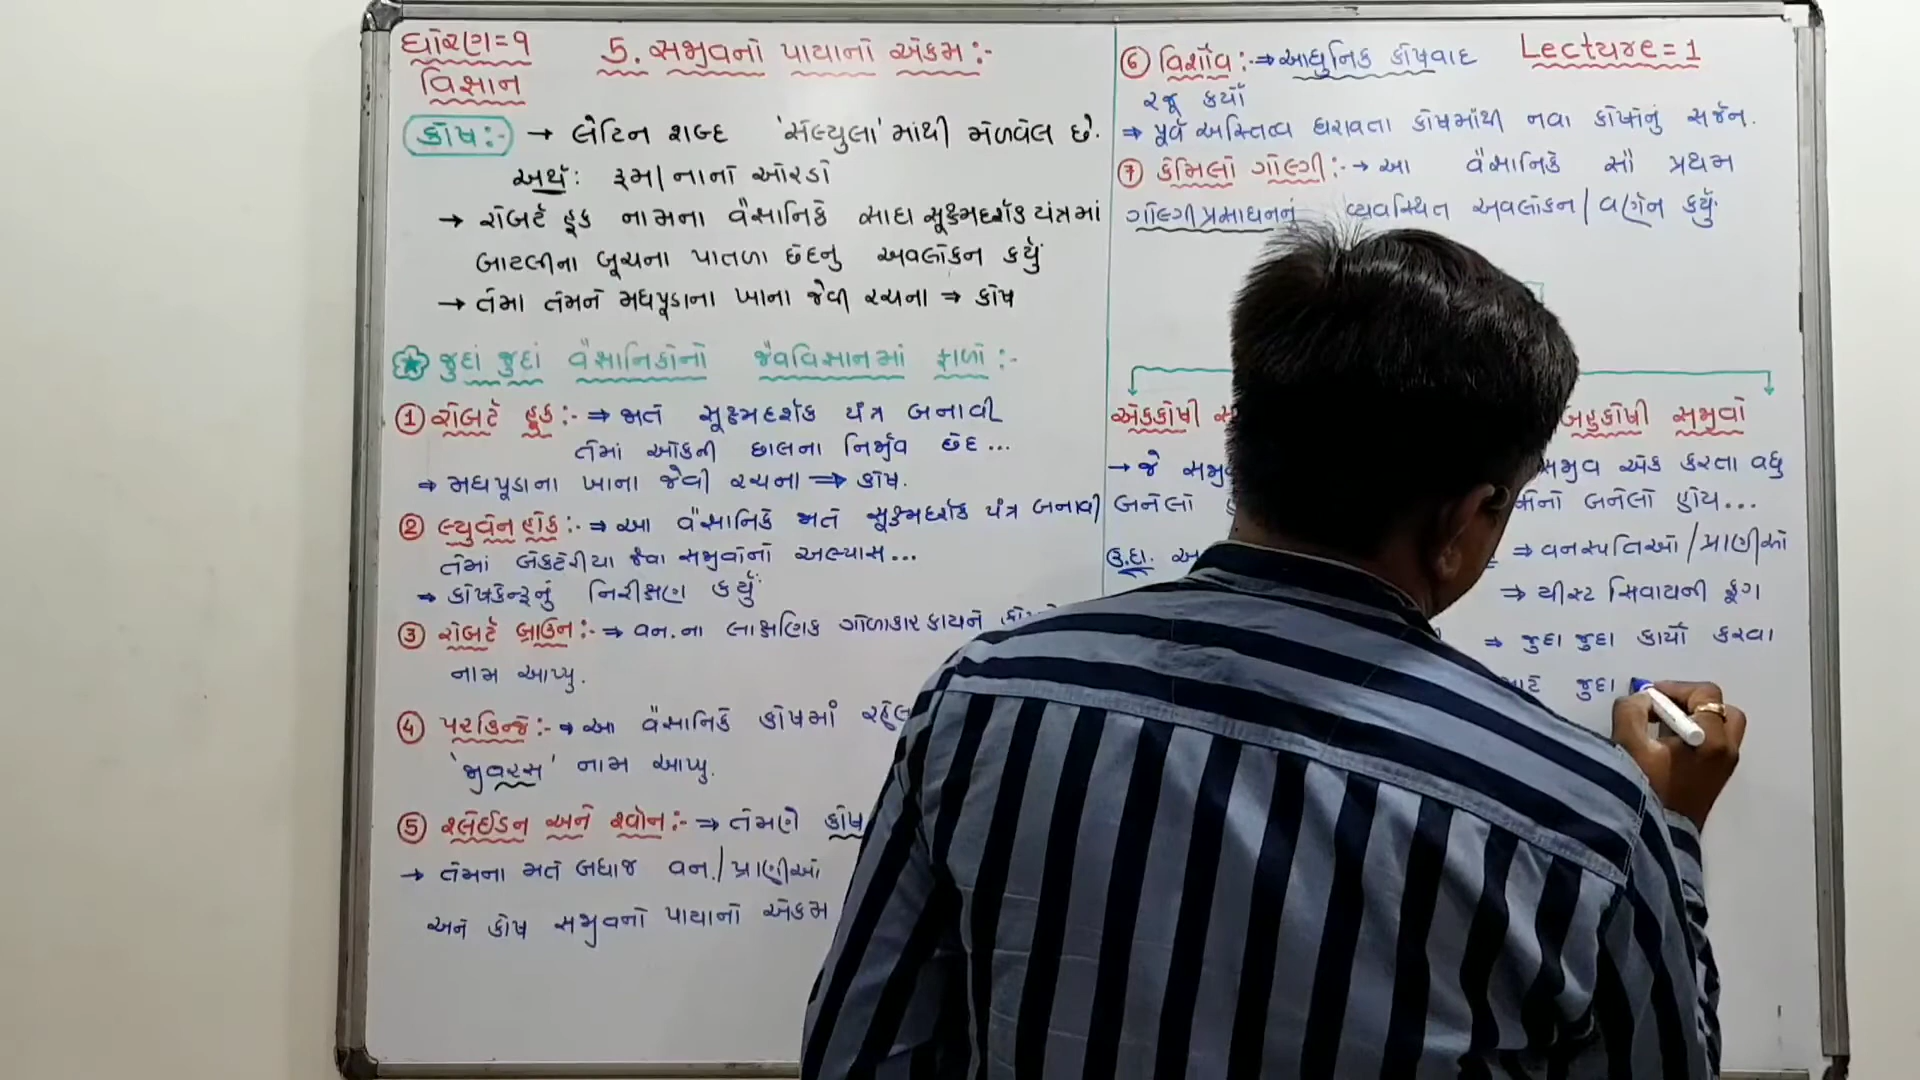 ધોરણ=૧
વિજ્ઞાન
5. સજીવનો પાયાનો એકમ:-
કોષ:- → લેટિન શબ્દ 'સેલ્યુલા' માંથી મળેલ છે.
અર્થ: રૂમ/નાનો ઓરડો
→ રોબર્ટ હૂક નામના વૈજ્ઞાનિકે સાદા સૂક્ષ્મદર્શક યંત્રમાં
બાટલીના બૂચના પાતળા છેદનુ અવલોકન કર્યું
→ તેમા તેમને મધપૂડાના ખાના જેવી રચના → કોષ
જુદાં જુદાં વૈજ્ઞાનિકોનો જીવવિજ્ઞાનમાં ફાળો:-
① રોબર્ટ હૂક:- ⇒ જાતે સૂક્ષ્મદર્શક યંત્ર બનાવી
તેમાં ઓકની છાલના નિર્જીવ છેદ...
⇒ મધપૂડાના ખાના જેવી રચના ⇒ કોષ.
② લ્યુવેન હોક:- ⇒ આ વૈજ્ઞાનિકે જાતે સૂક્ષ્મદર્શક યંત્ર બનાવી
તેમાં બેક્ટેરીયા જેવા સજીવોનો અભ્યાસ...
⇒ કોષકેન્દ્રનું નિરીક્ષણ કર્યું
③ રોબર્ટ બ્રાઉન:- ⇒ વન.ના લાક્ષણિક ગોળાકાર કાયને
નામ આપ્યુ.
④ પરકિન્જે:- ⇒ આ વૈજ્ઞાનિકે કોષમાં રહેલ
'જીવરસ' નામ આપ્યુ.
⑤ શ્લેઈડન અને શ્વોન:- ⇒ તેમણે કોષ
→ તેમના મતે બધાજ વન./પ્રાણીઓ
અને કોષ સજીવનો પાયાનો એકમ
Lecture=1
⑥ વિર્શોવ:- ⇒ આધુનિક કોષવાદ
રજૂ કર્યો
⇒ પૂર્વ અસ્તિત્વ ધરાવતા કોષમાંથી નવા કોષોનું સર્જન.
⑦ કેમિલો ગોલ્ગી:- → આ વૈજ્ઞાનિકે સૌ પ્રથમ
ગોલ્ગીપ્રસાધનનું વ્યવસ્થિત અવલોકન/વર્ણન કર્યું
એકકોષી
→ જે
બનેલો
ઉ.દા.
બહુકોષી સજીવો
સજીવ એક કરતા વધુ
બનેલો હોય...
⇒ વનસ્પતિઓ/પ્રાણીઓ
⇒ યીસ્ટ સિવાયની ફૂગ
⇒ જુદા જુદા કાર્યો કરવા
માટે જુદા